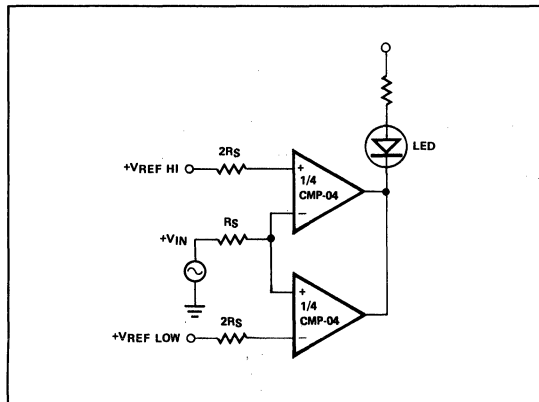 LED
2RS
+VREF HI
+
1/4
CMP-04
−
RS
+VIN
+
1/4
CMP-04
−
2RS
+VREF LOW